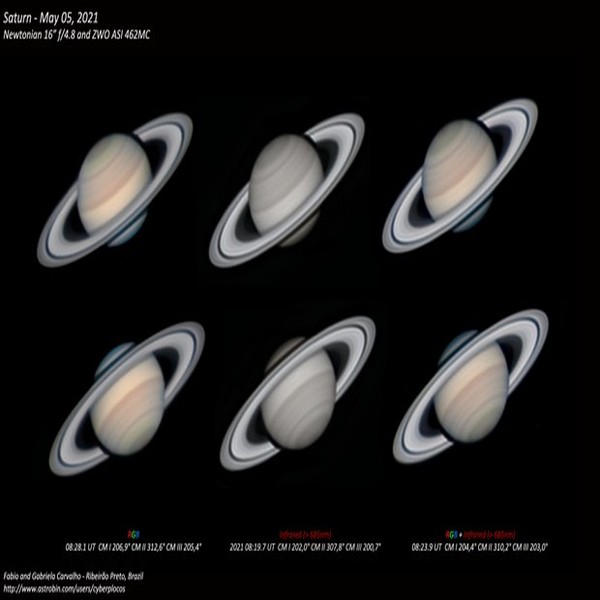 Saturn - May 05, 2021
Newtonian 16" f/4.8 and ZWO ASI 462MC
RGB
08:28.1 UT CM I 206,9° CM II 312,6° CM III 205,4°
Infrared (> 685nm)
2021 08:19.7 UT CM I 202,0° CM II 307,8° CM III 200,7°
RGB + Infrared (> 685nm)
08:23.9 UT CM I 204,4° CM II 310,2° CM III 203,0°
Fabio and Gabriela Carvalho - Ribeirão Preto, Brazil
http://www.astrobin.com/users/cyberplocos